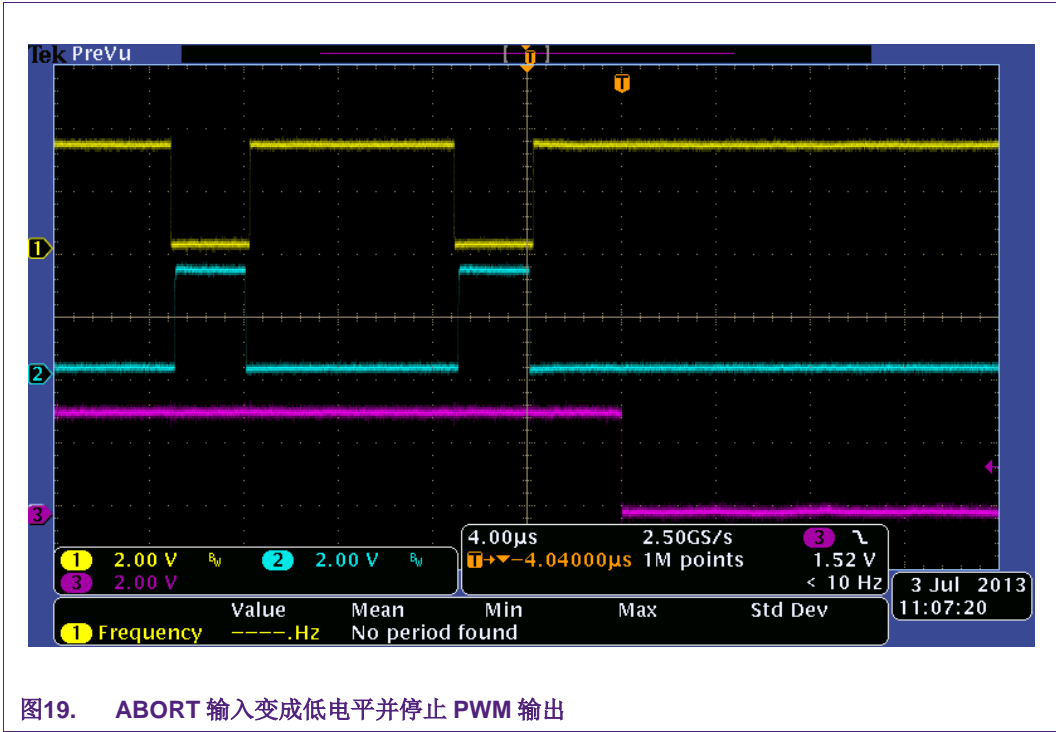 Tek PreVu
T
T
1
2
3
4.00µs 2.50GS/s 3
1 2.00 V BW 2 2.00 V BW T→▼−4.04000µs 1M points 1.52 V
3 2.00 V < 10 Hz
3 Jul 2013
11:07:20
Value Mean Min Max Std Dev
1 Frequency −−−−.Hz No period found
图19. ABORT 输入变成低电平并停止 PWM 输出